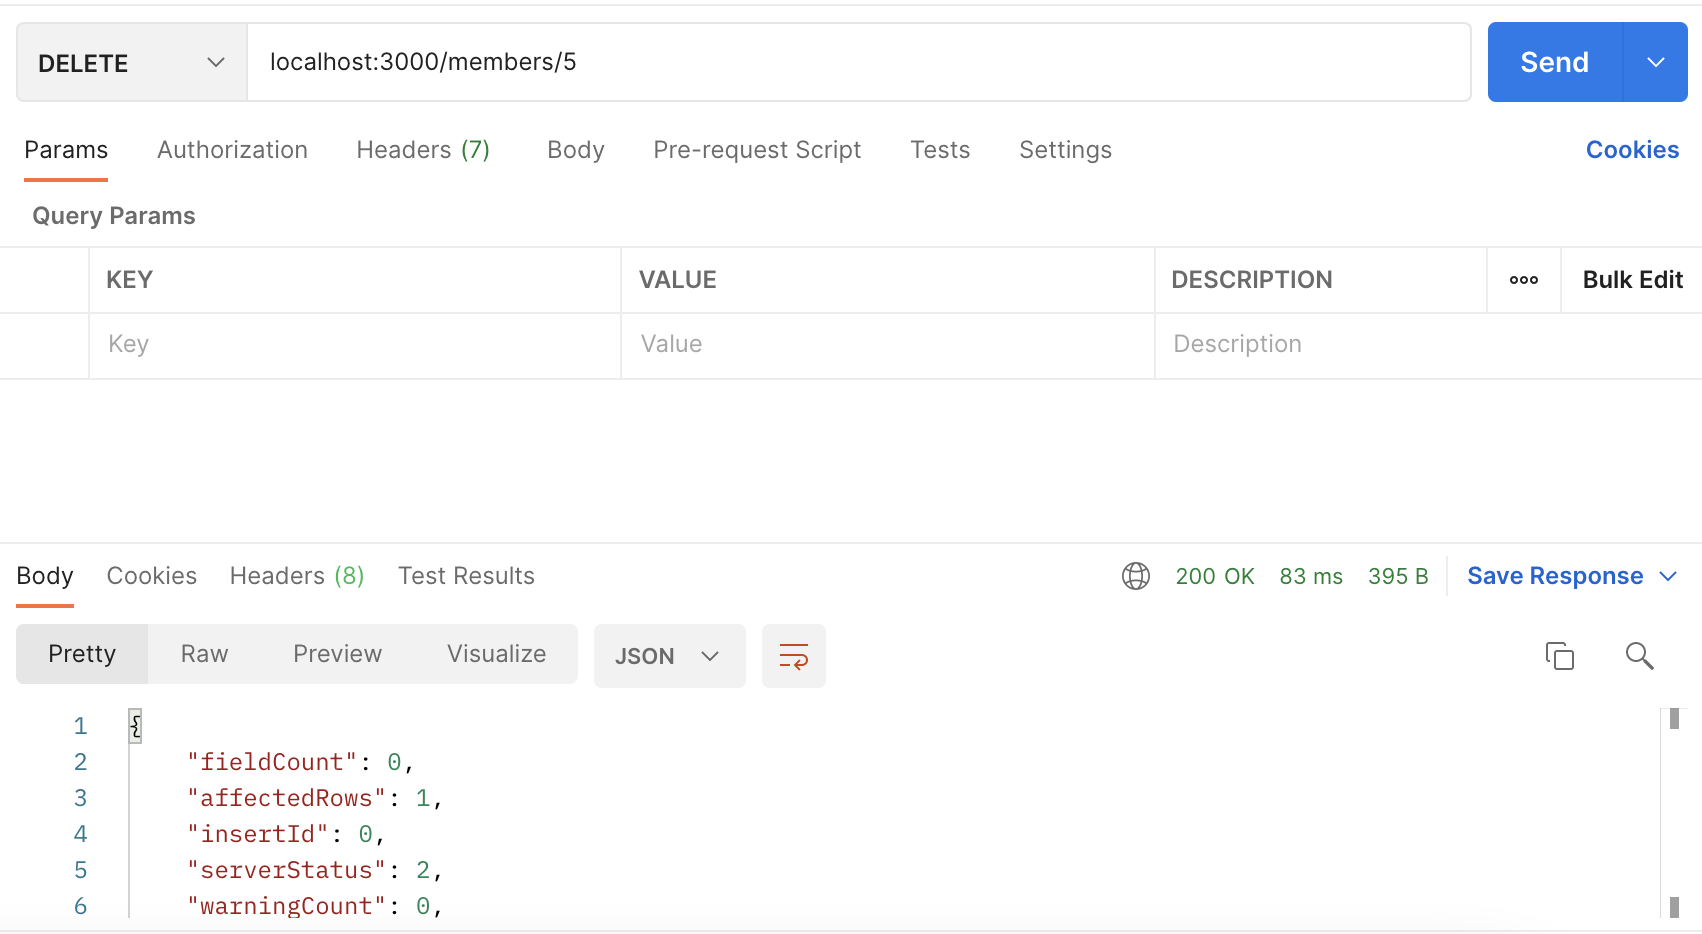 DELETE localhost:3000/members/5 Send
Params Authorization Headers (7) Body Pre-request Script Tests Settings Cookies
Query Params
KEY VALUE DESCRIPTION ooo Bulk Edit
Key Value Description
Body Cookies Headers (8) Test Results 200 OK 83 ms 395 B Save Response
Pretty Raw Preview Visualize JSON
1 {
2 "fieldCount": 0,
3 "affectedRows": 1,
4 "insertId": 0,
5 "serverStatus": 2,
6 "warningCount": 0,